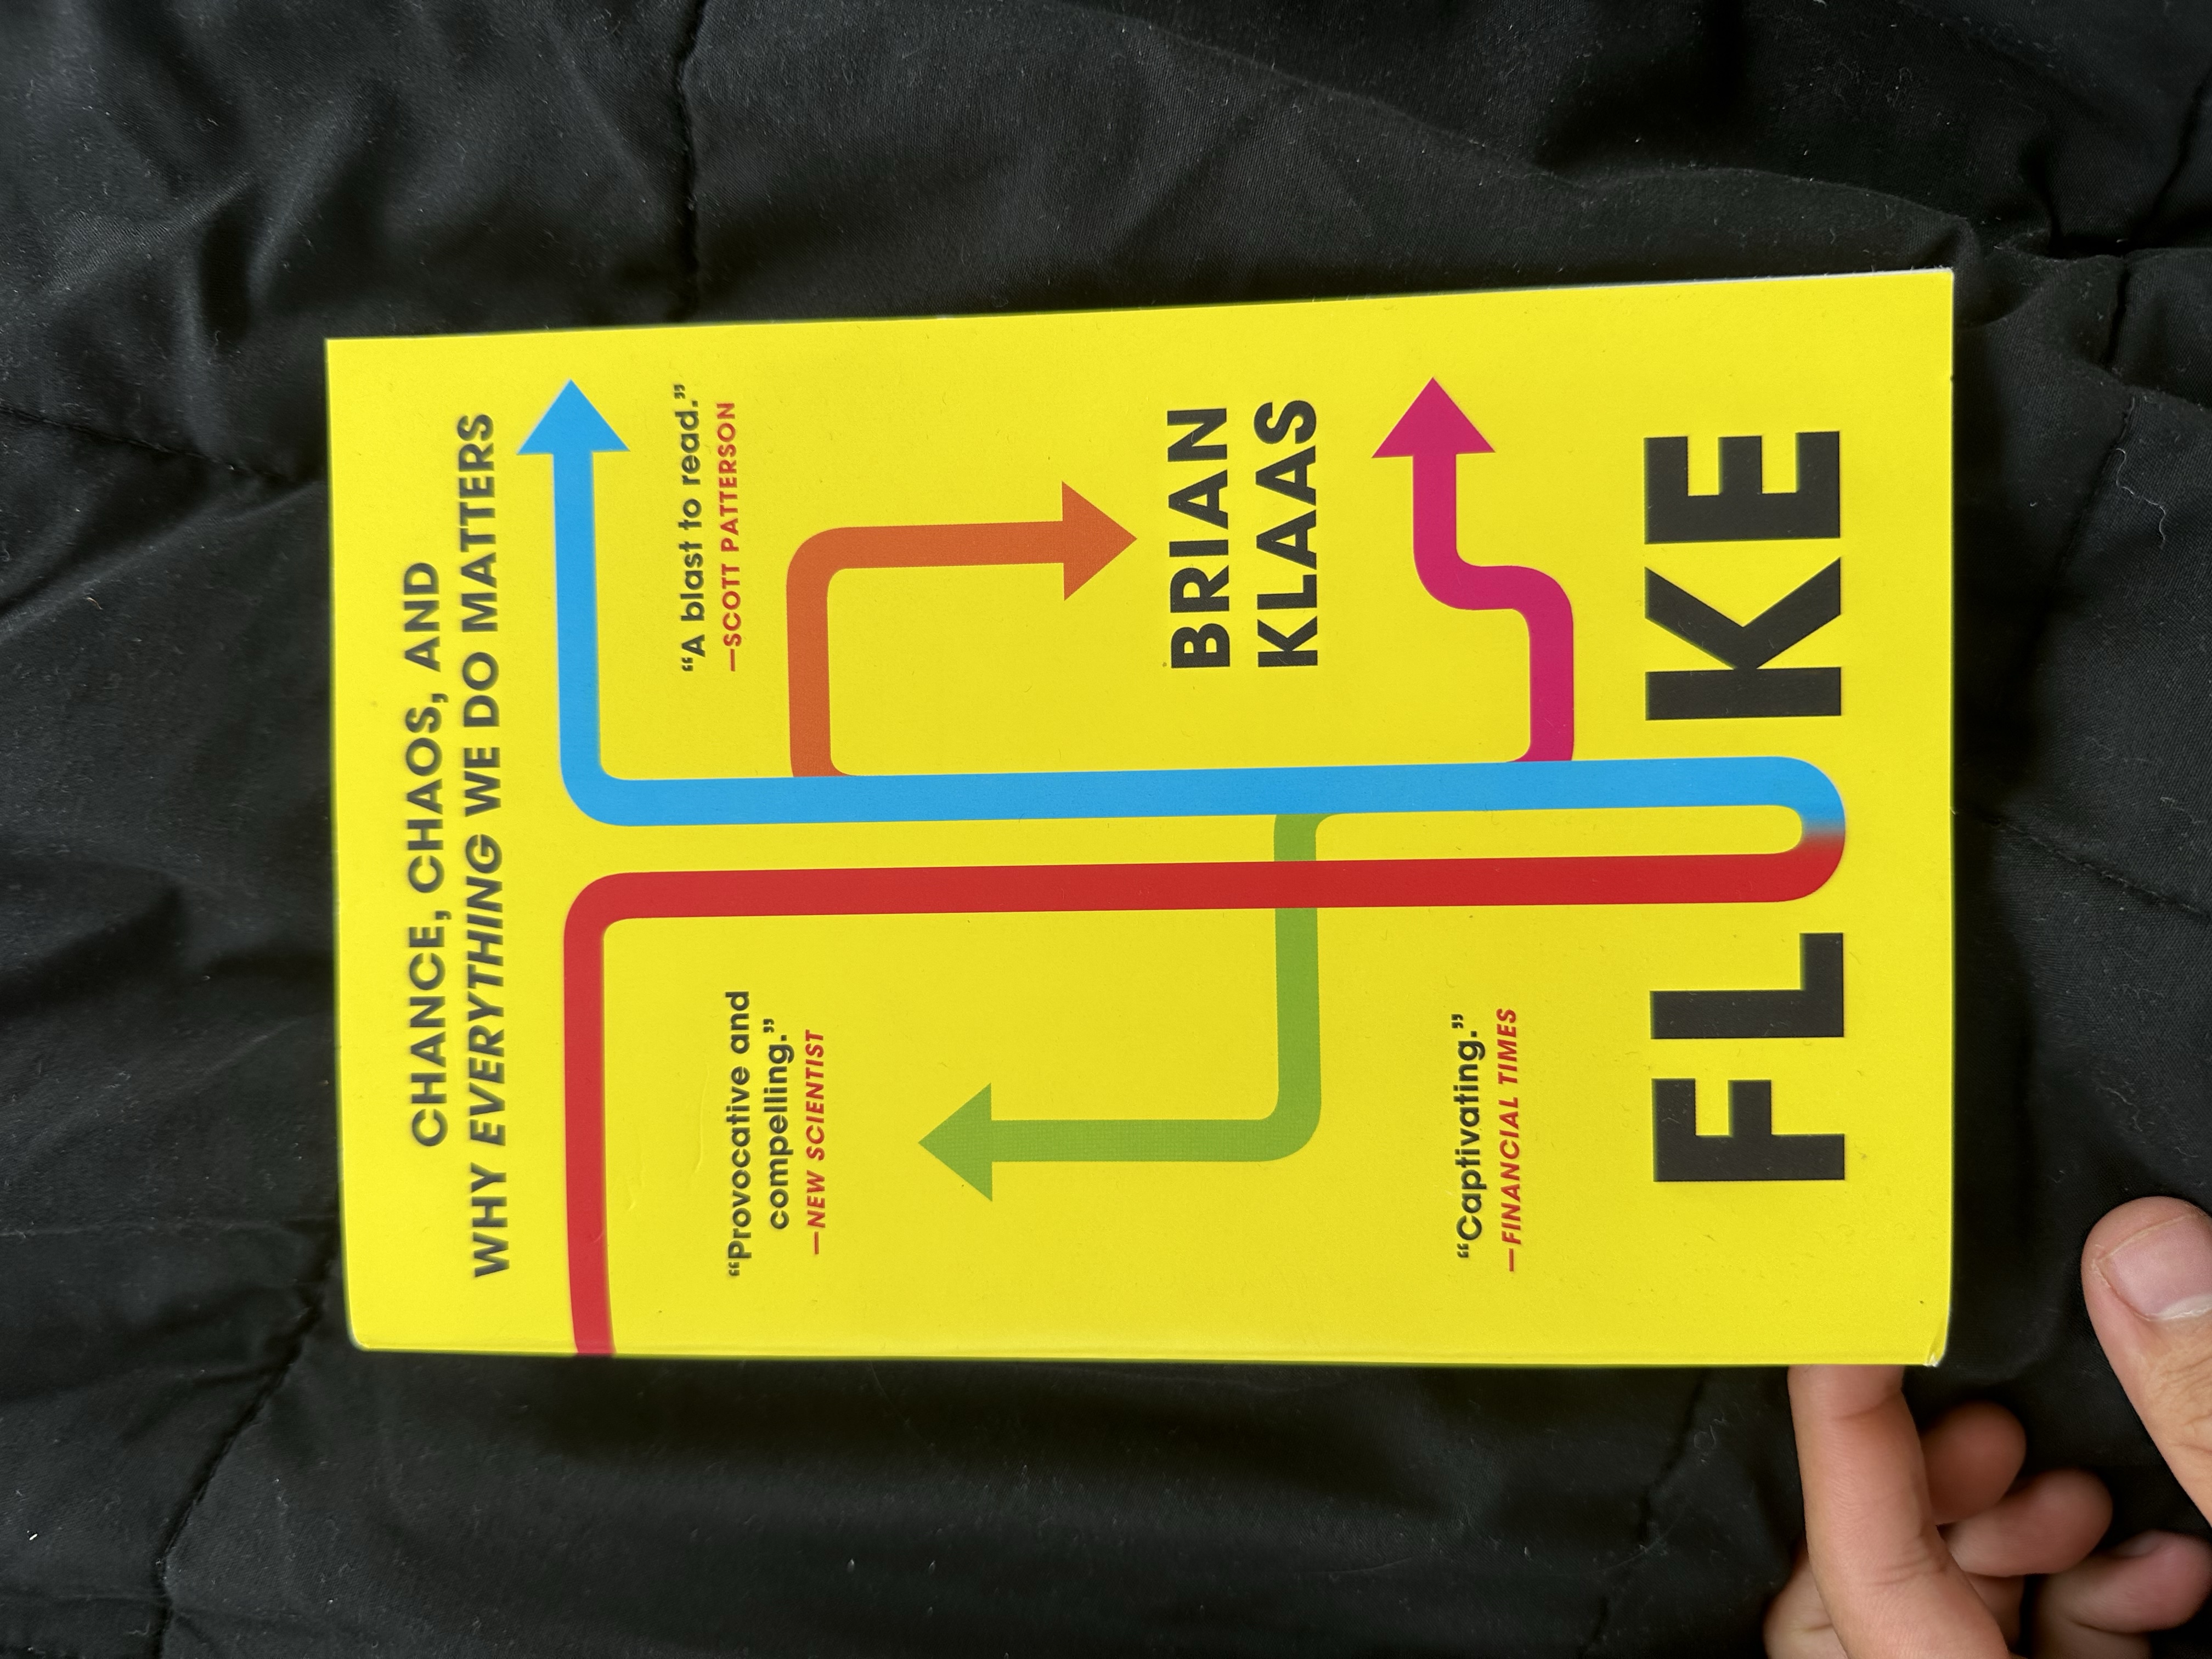 CHANCE, CHAOS, AND
WHY EVERYTHING WE DO MATTERS
“A blast to read.”
—SCOTT PATTERSON
“Provocative and
compelling.”
—NEW SCIENTIST
BRIAN
KLAAS
“Captivating.”
—FINANCIAL TIMES
FLUKE